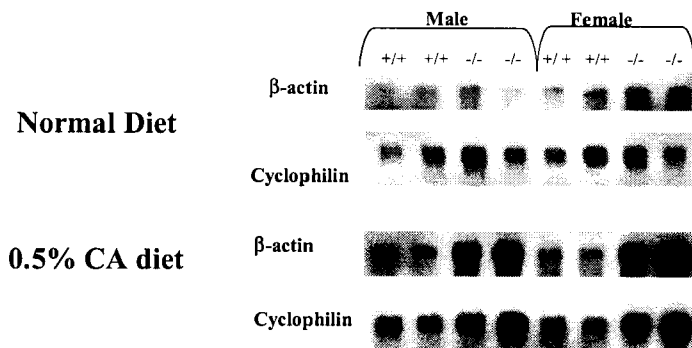 Male Female
+/+ +/+ -/- -/- + / + +/+ -/- -/-
β-actin
Normal Diet
Cyclophilin
β-actin
0.5% CA diet
Cyclophilin